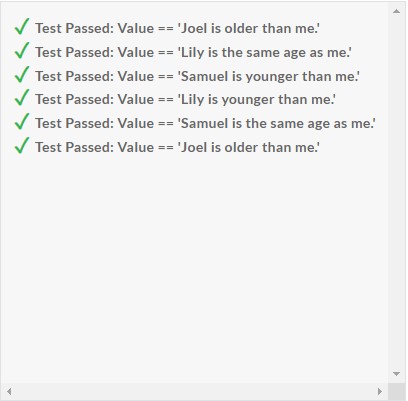 Test Passed: Value == 'Joel is older than me.'
Test Passed: Value == 'Lily is the same age as me.'
Test Passed: Value == 'Samuel is younger than me.'
Test Passed: Value == 'Lily is younger than me.'
Test Passed: Value == 'Samuel is the same age as me.'
Test Passed: Value == 'Joel is older than me.'